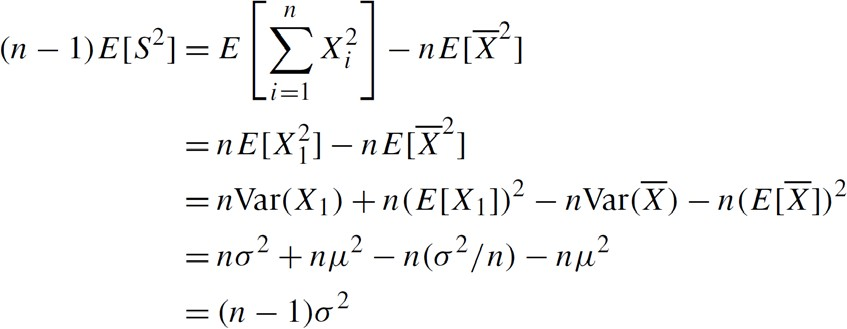 (n − 1)E[S²] = E[∑ᵢ₌₁ⁿ Xᵢ²] − nE[X̅²]
= nE[X₁²] − nE[X̅²]
= nVar(X₁) + n(E[X₁])² − nVar(X̅) − n(E[X̅])²
= nσ² + nμ² − n(σ²/n) − nμ²
= (n − 1)σ²